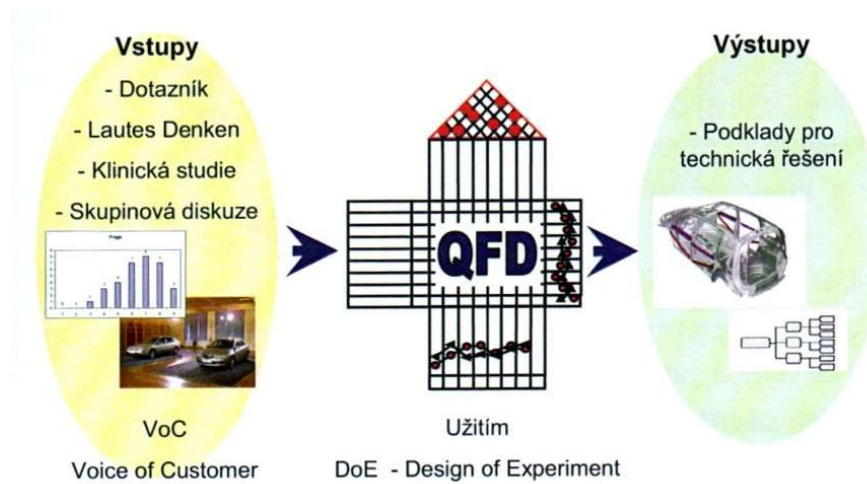 Vstupy
- Dotazník
- Lautes Denken
- Klinická studie
- Skupinová diskuze
VoC
Voice of Customer
QFD
Užitím
DoE - Design of Experiment
Výstupy
- Podklady pro
technická řešení